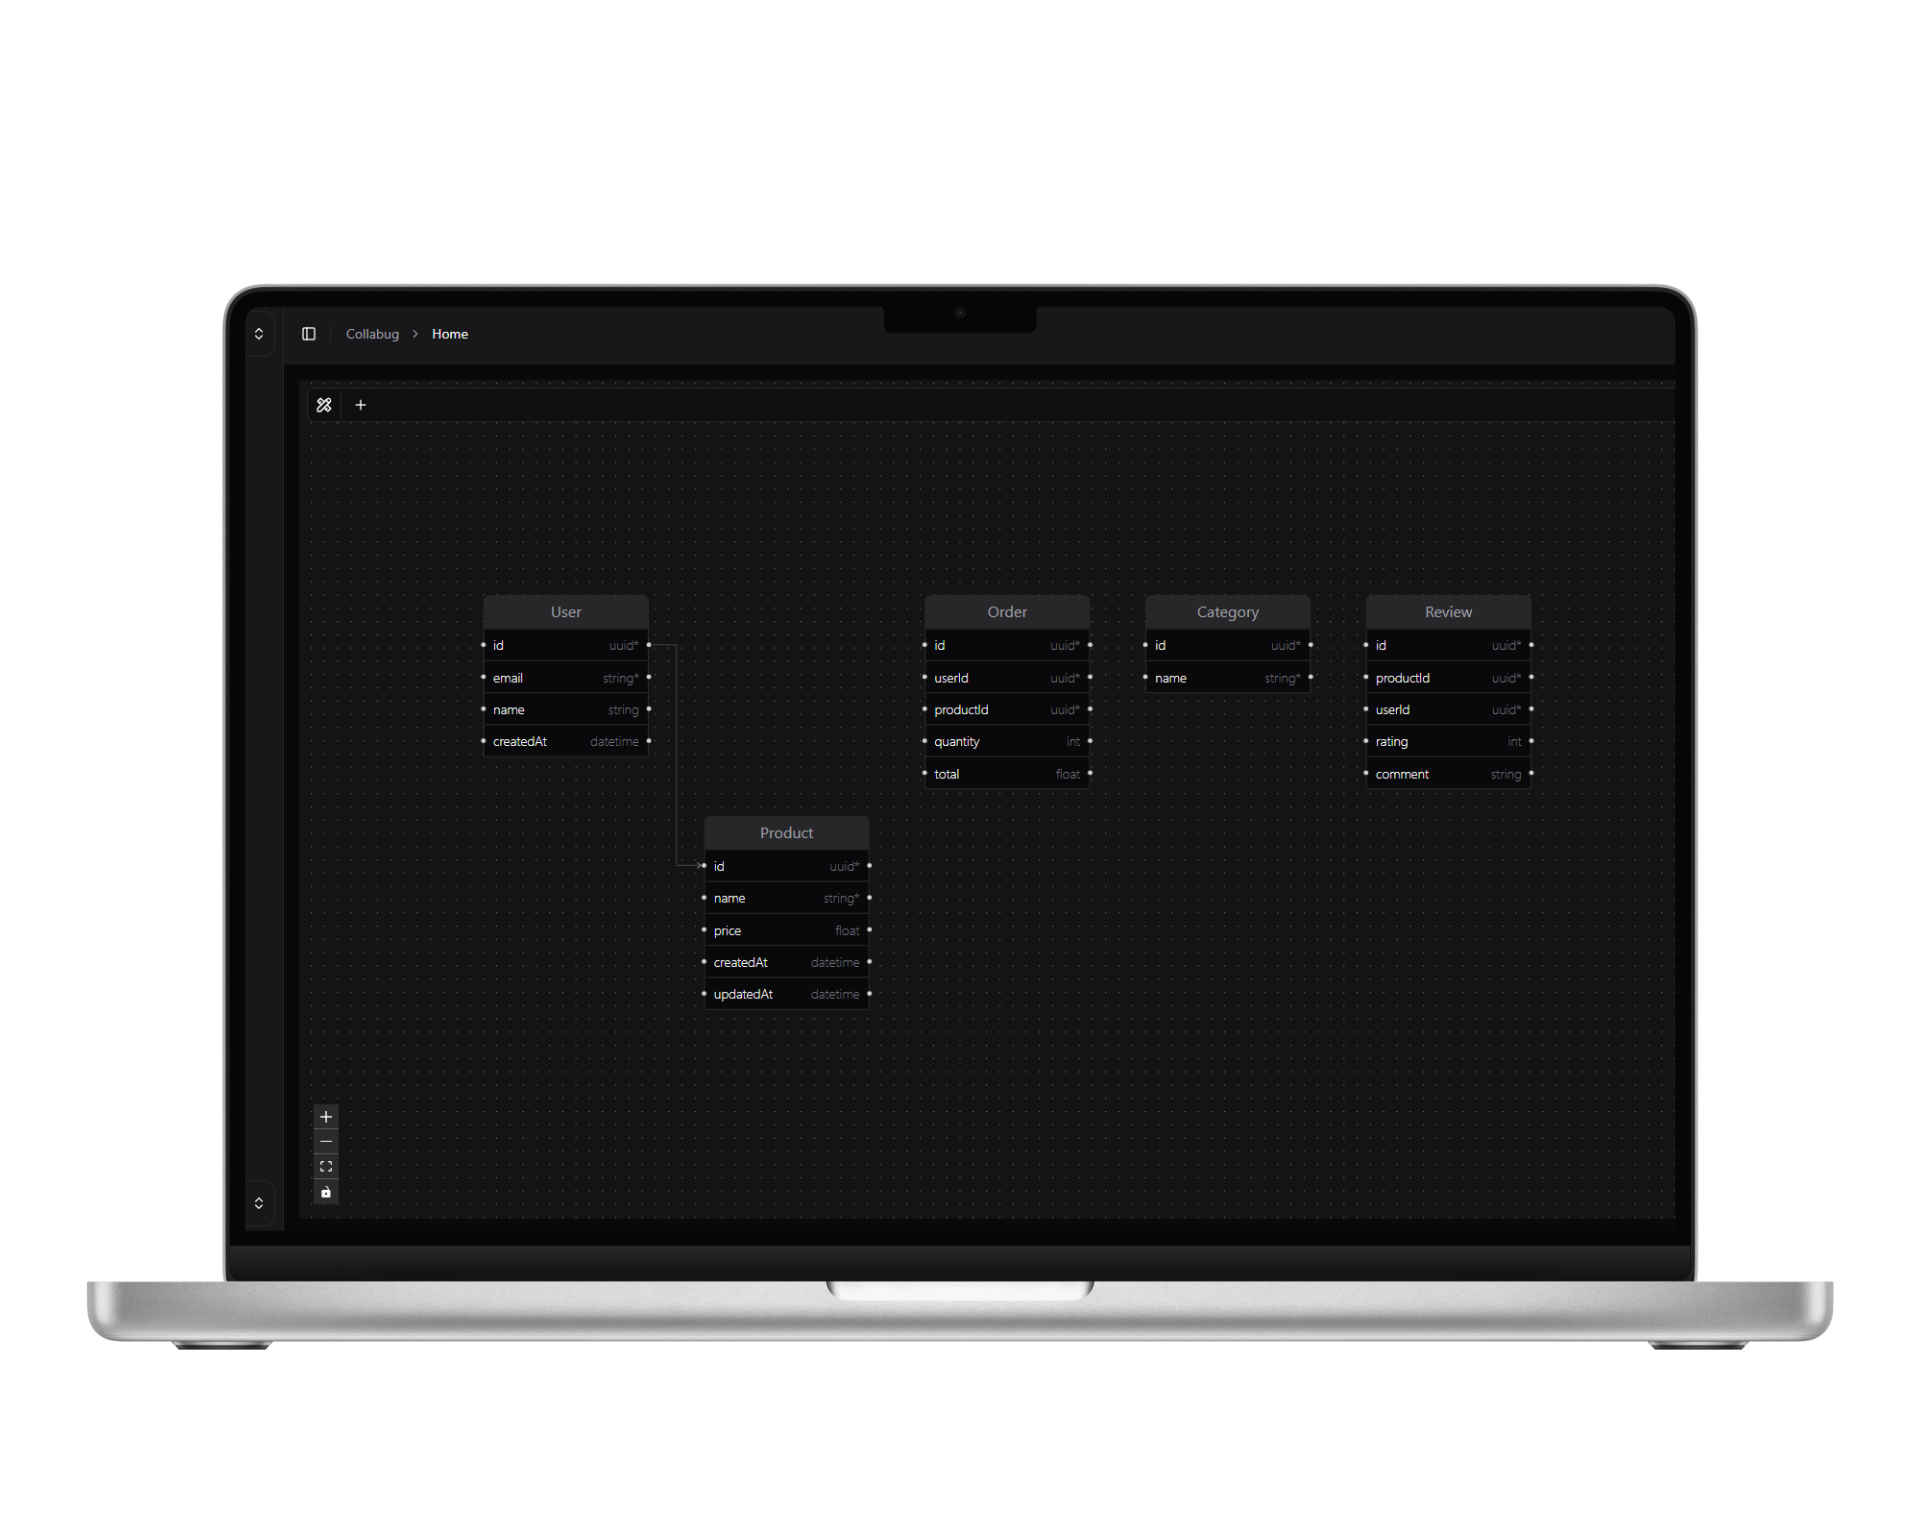 Collabug > Home
User
id uuid*
email string*
name string
createdAt datetime
Product
id uuid*
name string*
price float
createdAt datetime
updatedAt datetime
Order
id uuid*
userId uuid*
productId uuid*
quantity int
total float
Category
id uuid*
name string*
Review
id uuid*
productId uuid*
userId uuid*
rating int
comment string